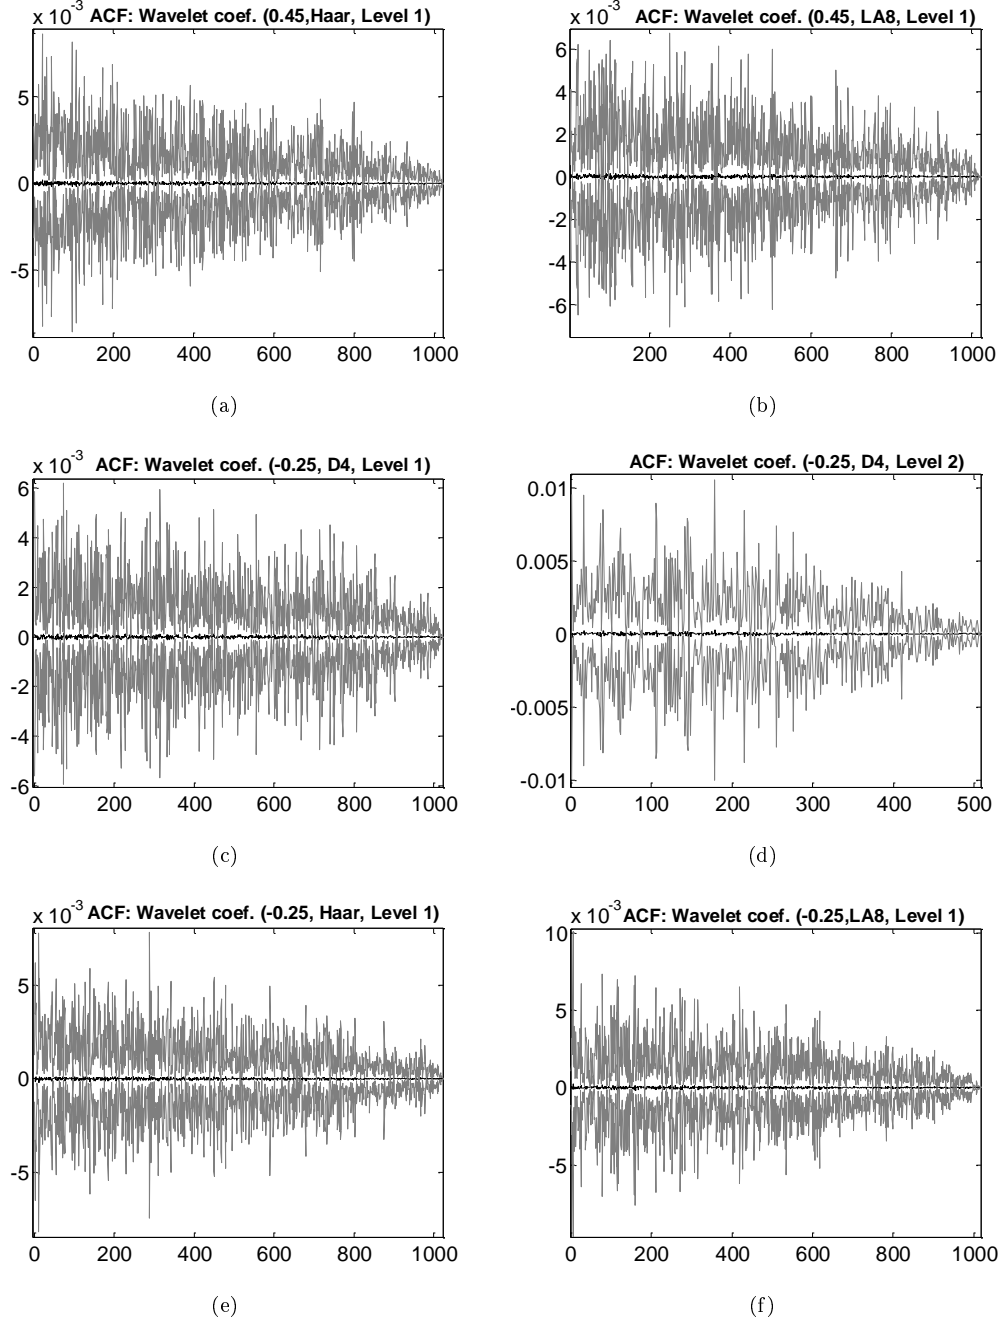 x 10-3 ACF: Wavelet coef. (0.45,Haar, Level 1)
5
0
-5
0 200 400 600 800 1000
(a)
x 10-3 ACF: Wavelet coef. (0.45, LA8, Level 1)
6
4
2
0
-2
-4
-6
200 400 600 800 1000
(b)
x 10-3 ACF: Wavelet coef. (-0.25, D4, Level 1)
6
4
2
0
-2
-4
-6
0 200 400 600 800 1000
(c)
ACF: Wavelet coef. (-0.25, D4, Level 2)
0.01
0.005
0
-0.005
-0.01
0 100 200 300 400 500
(d)
x 10-3 ACF: Wavelet coef. (-0.25, Haar, Level 1)
5
0
-5
0 200 400 600 800 1000
(e)
x 10-3 ACF: Wavelet coef. (-0.25,LA8, Level 1)
10
5
0
-5
0 200 400 600 800 1000
(f)